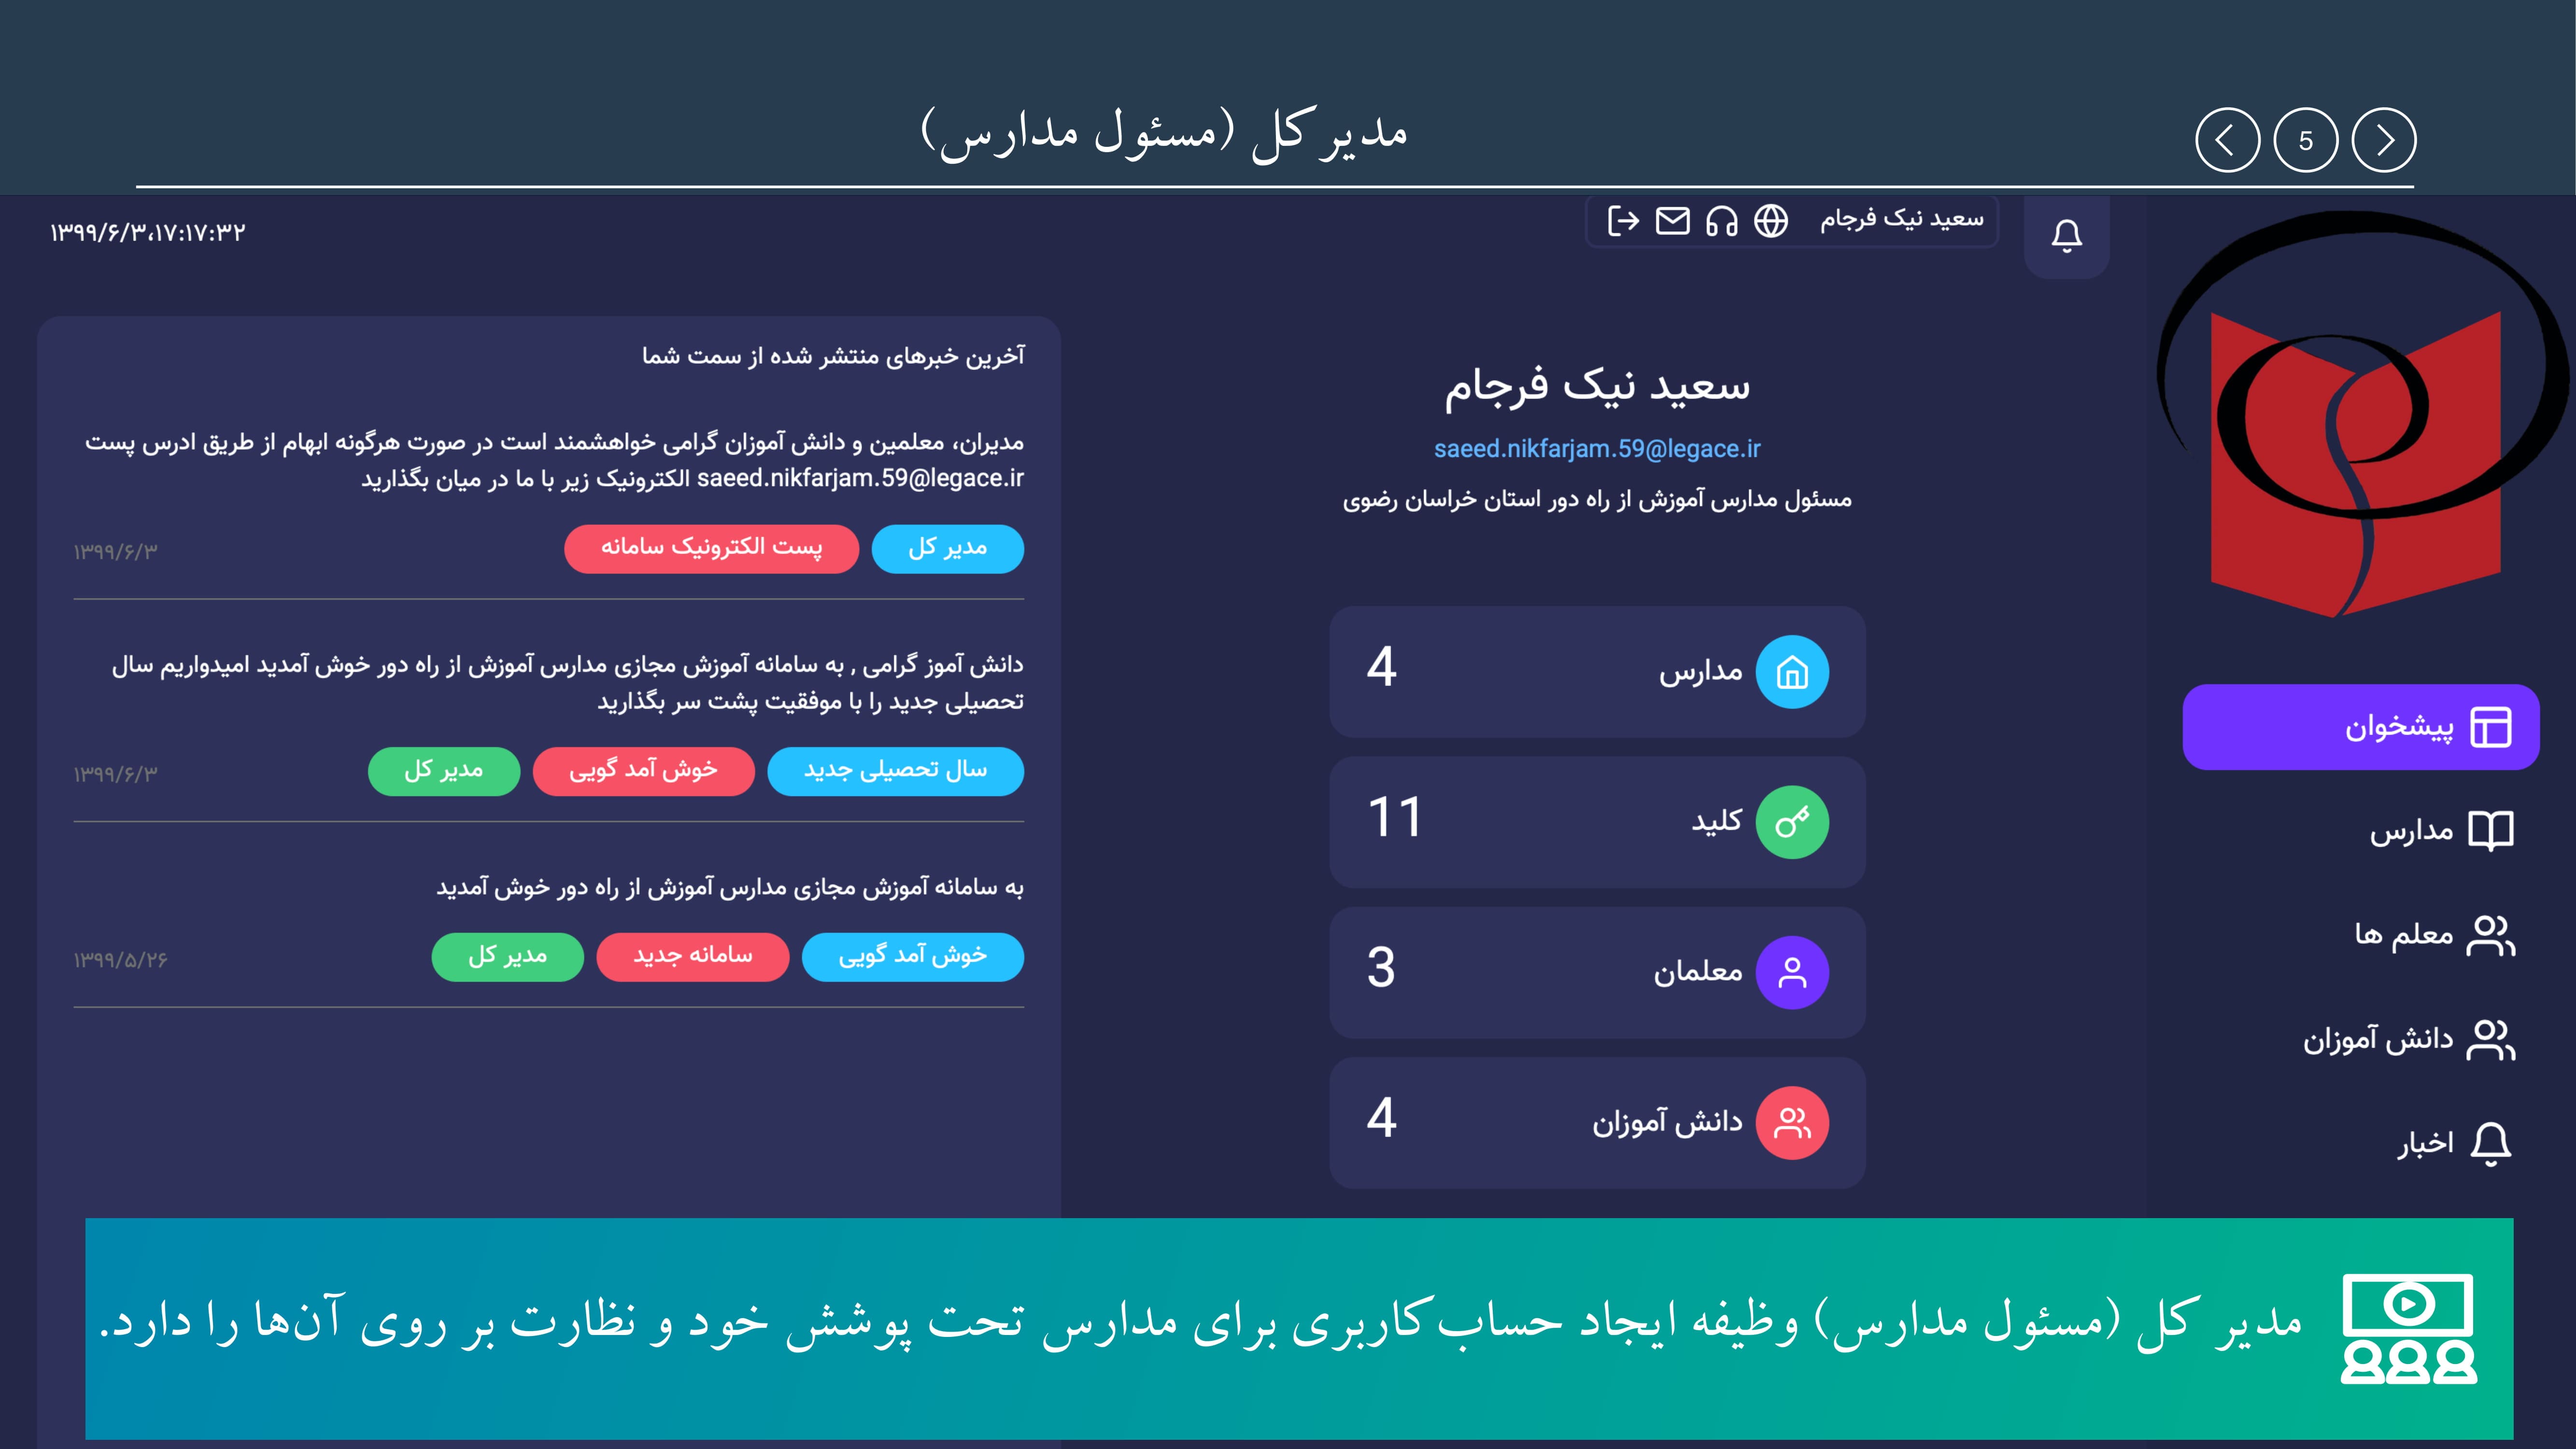 مدیر کل (مسئول مدارس)
5
سعید نیک فرجام
۱۳۹۹/۶/۳،۱۷:۱۷:۳۲
پیشخوان
مدارس
معلم ها
دانش آموزان
اخبار
سعید نیک فرجام
saeed.nikfarjam.59@legace.ir
مسئول مدارس آموزش از راه دور استان خراسان رضوی
مدارس 4
کلید 11
معلمان 3
دانش آموزان 4
آخرین خبرهای منتشر شده از سمت شما
مدیران، معلمین و دانش آموزان گرامی خواهشمند است در صورت هرگونه ابهام از طریق ادرس پست
saeed.nikfarjam.59@legace.ir الکترونیک زیر با ما در میان بگذارید
مدیر کل پست الکترونیک سامانه ۱۳۹۹/۶/۳
دانش آموز گرامی , به سامانه آموزش مجازی مدارس آموزش از راه دور خوش آمدید امیدواریم سال
تحصیلی جدید را با موفقیت پشت سر بگذارید
سال تحصیلی جدید خوش آمد گویی مدیر کل ۱۳۹۹/۶/۳
به سامانه آموزش مجازی مدارس آموزش از راه دور خوش آمدید
خوش آمد گویی سامانه جدید مدیر کل ۱۳۹۹/۵/۲۶
مدیر کل (مسئول مدارس) وظیفه ایجاد حساب کاربری برای مدارس تحت پوشش خود و نظارت بر روی آن‌ها را دارد.